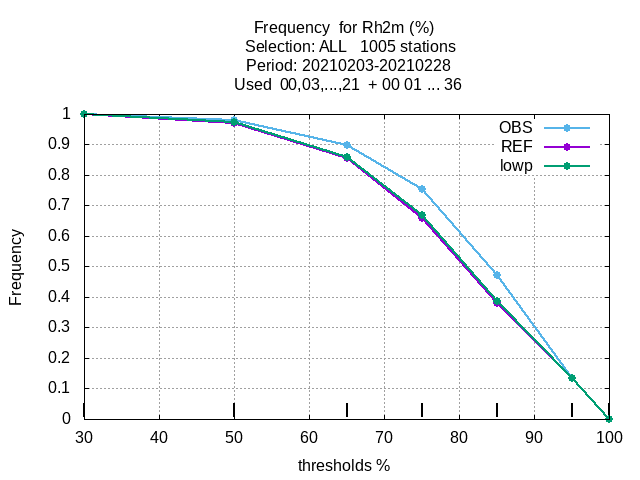 Frequency  for Rh2m (%)
Selection: ALL   1005 stations
Period: 20210203-20210228
Used  00,03,...,21  + 00 01 ... 36
OBS
REF
lowp
1
0.9
0.8
0.7
0.6
0.5
0.4
0.3
0.2
0.1
0
Frequency
30 40 50 60 70 80 90 100
thresholds %